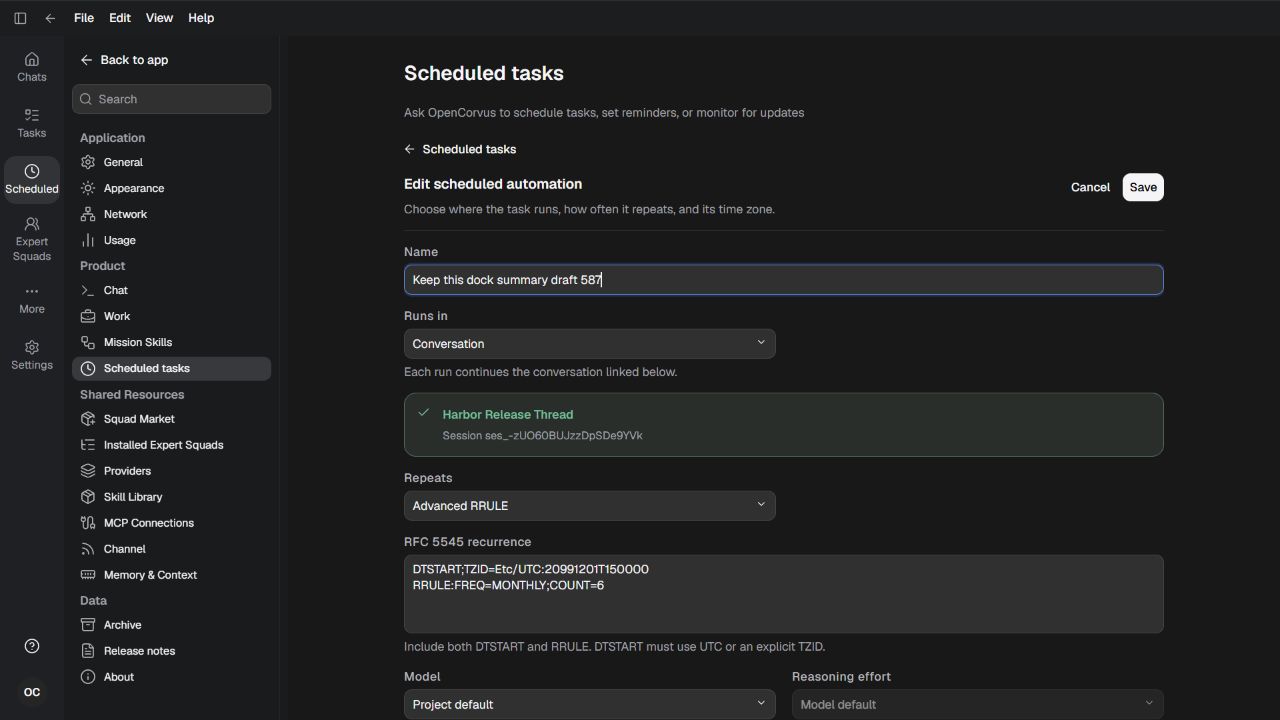 File Edit View Help
Chats
Tasks
Scheduled
Expert
Squads
More
Settings
OC
Back to app
Search
Application
General
Appearance
Network
Usage
Product
Chat
Work
Mission Skills
Scheduled tasks
Shared Resources
Squad Market
Installed Expert Squads
Providers
Skill Library
MCP Connections
Channel
Memory & Context
Data
Archive
Release notes
About
Scheduled tasks
Ask OpenCorvus to schedule tasks, set reminders, or monitor for updates
Scheduled tasks
Edit scheduled automation
Choose where the task runs, how often it repeats, and its time zone.
Cancel Save
Name
Keep this dock summary draft 587
Runs in
Conversation
Each run continues the conversation linked below.
Harbor Release Thread
Session ses_-zUO60BUJzzDpSDe9YVk
Repeats
Advanced RRULE
RFC 5545 recurrence
DTSTART;TZID=Etc/UTC:20991201T150000
RRULE:FREQ=MONTHLY;COUNT=6
Include both DTSTART and RRULE. DTSTART must use UTC or an explicit TZID.
Model Reasoning effort
Project default Model default